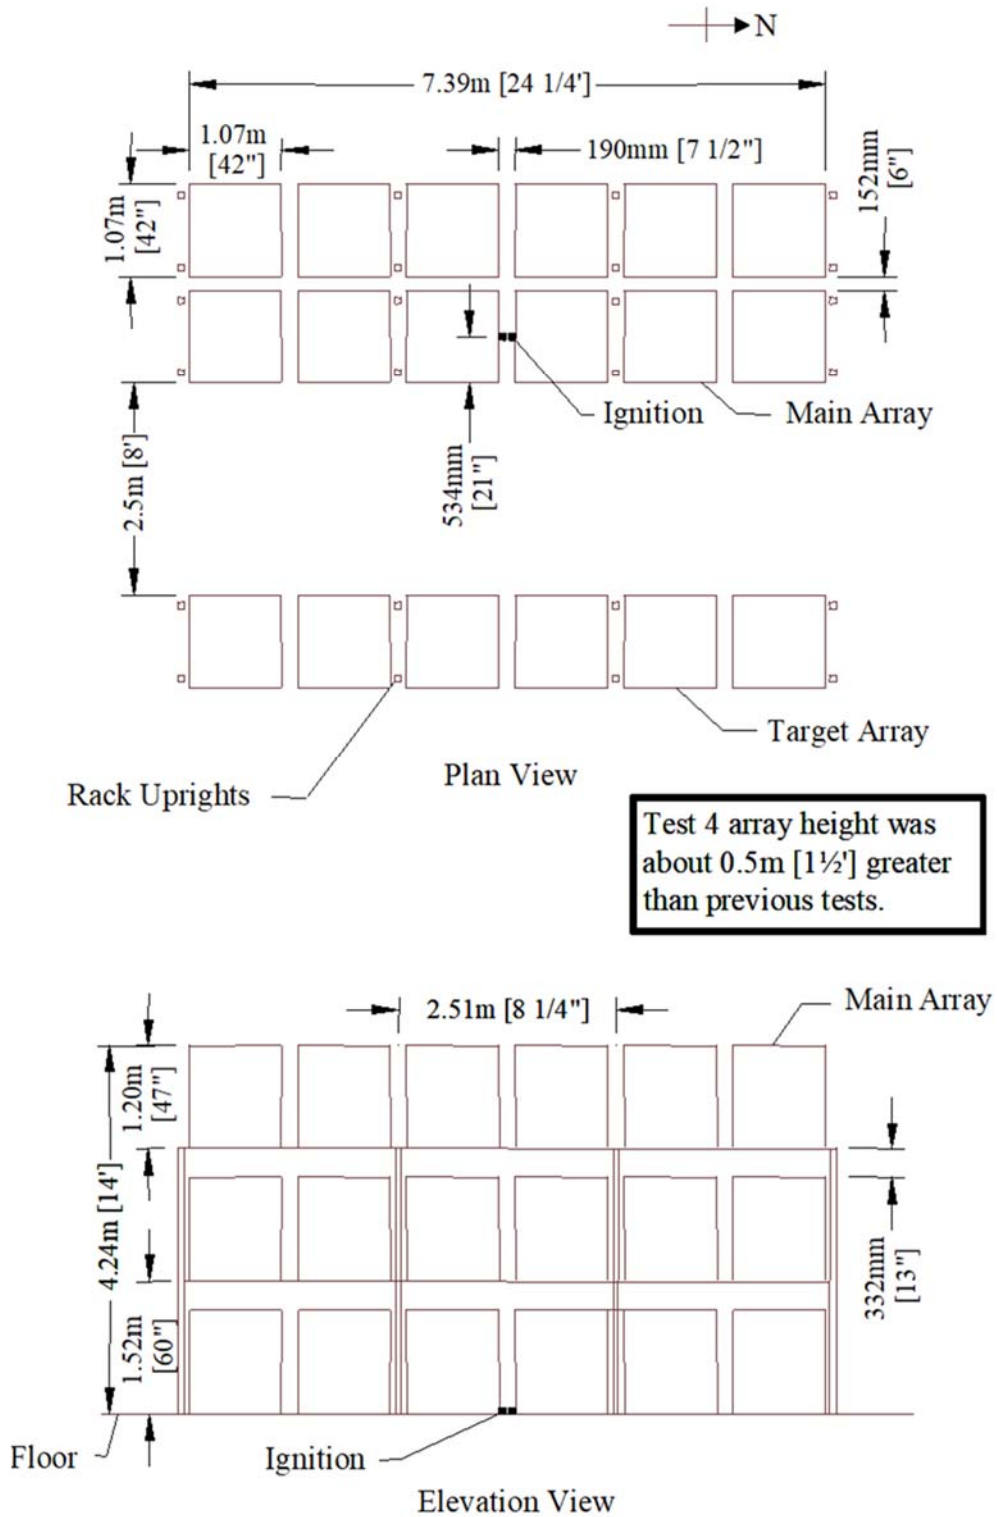 N
7.39m [24 1/4']
1.07m
[42"]
190mm [7 1/2"]
152mm
[6"]
1.07m
[42"]
Ignition
Main Array
2.5m [8']
534mm
[21"]
Target Array
Rack Uprights
Plan View
Test 4 array height was
about 0.5m [1½'] greater
than previous tests.
Main Array
2.51m [8 1/4"]
1.20m
[47"]
4.24m [14']
332mm
[13"]
1.52m
[60"]
Floor
Ignition
Elevation View